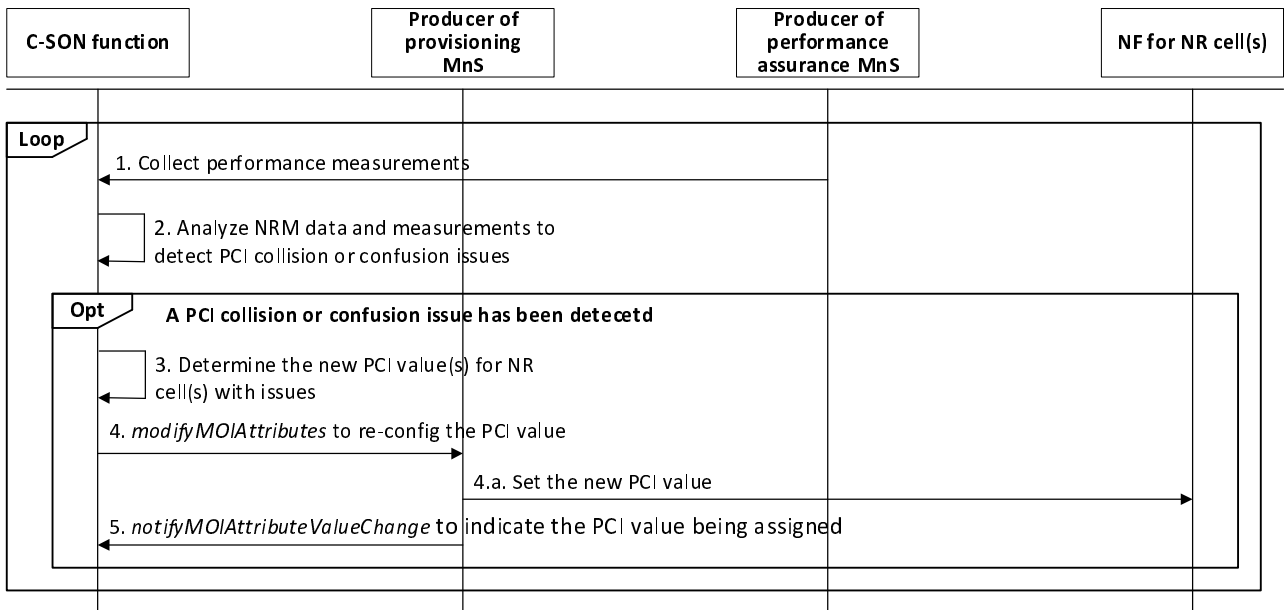 C-SON function
Producer of
provisioning
MnS
Producer of
performance
assurance MnS
NF for NR cell(s)
Loop
1. Collect performance measurements
2. Analyze NRM data and measurements to
detect PCI collision or confusion issues
Opt
A PCI collision or confusion issue has been detecetd
3. Determine the new PCI value(s) for NR
cell(s) with issues
4. modifyMOIAttributes to re-config the PCI value
4.a. Set the new PCI value
5. notifyMOIAttributeValueChange to indicate the PCI value being assigned